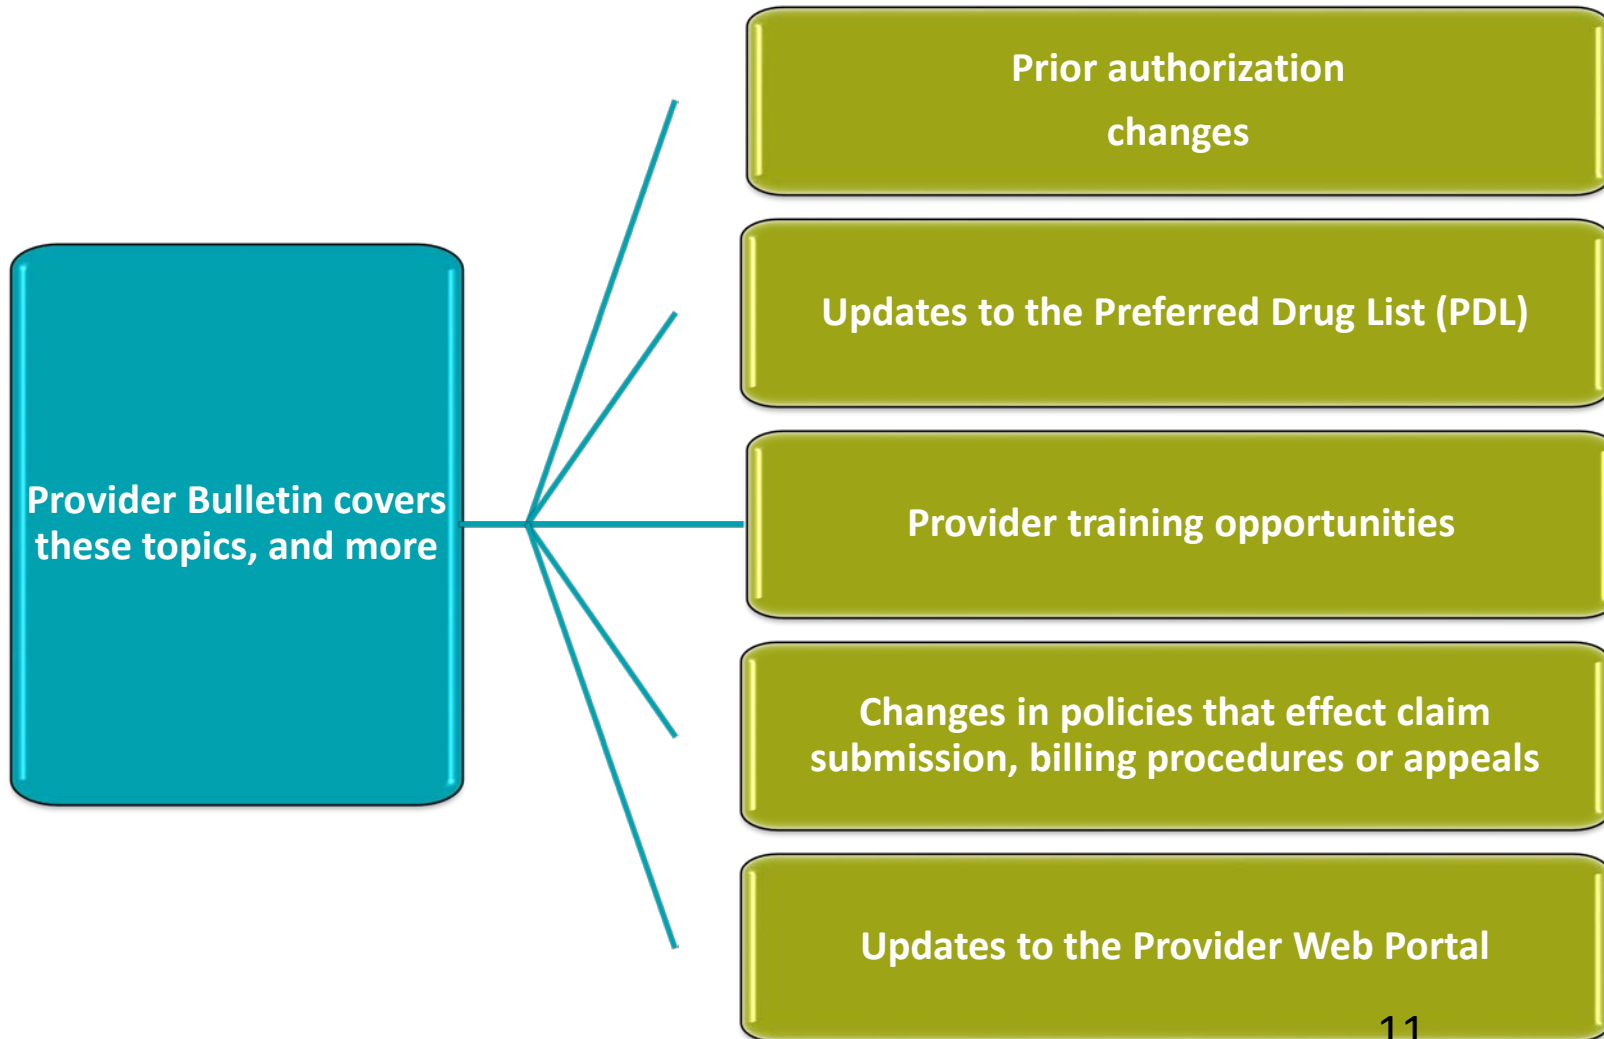 Prior authorization
changes
Updates to the Preferred Drug List (PDL)
Provider Bulletin covers
these topics, and more
Provider training opportunities
Changes in policies that effect claim
submission, billing procedures or appeals
Updates to the Provider Web Portal
11